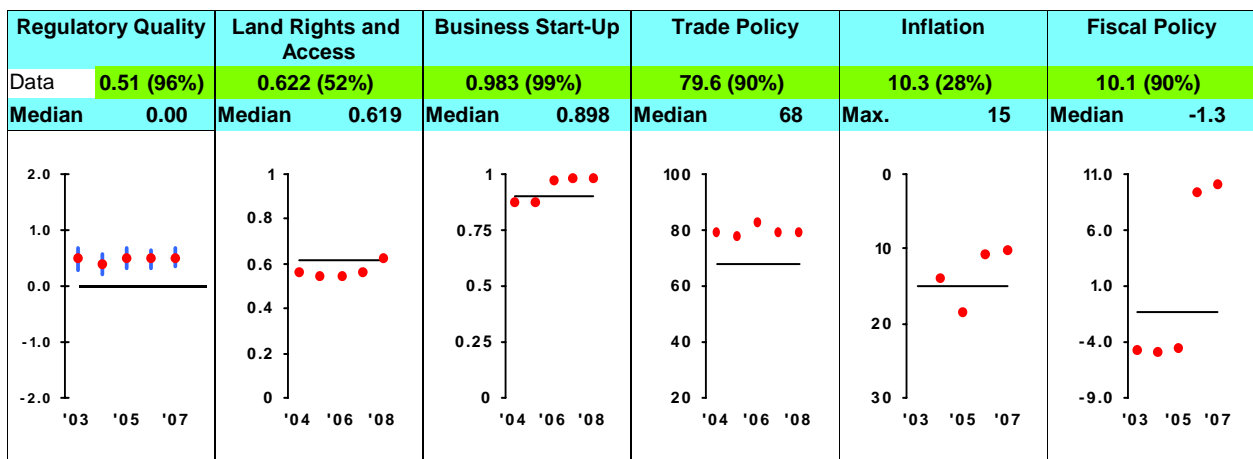 Regulatory Quality
Land Rights and
Access
Business Start-Up
Trade Policy
Inflation
Fiscal Policy
Data 0.51 (96%)
0.622 (52%)
0.983 (99%)
79.6 (90%)
10.3 (28%)
10.1 (90%)
Median 0.00
Median 0.619
Median 0.898
Median 68
Max. 15
Median -1.3
2.0
1.0
0.0
-1.0
-2.0
'03 '05 '07
1
0.8
0.6
0.4
0.2
0
'04 '06 '08
1
0.75
0.5
0.25
0
'04 '06 '08
100
80
60
40
20
'04 '06 '08
0
10
20
30
'03 '05 '07
11.0
6.0
1.0
-4.0
-9.0
'03 '05 '07